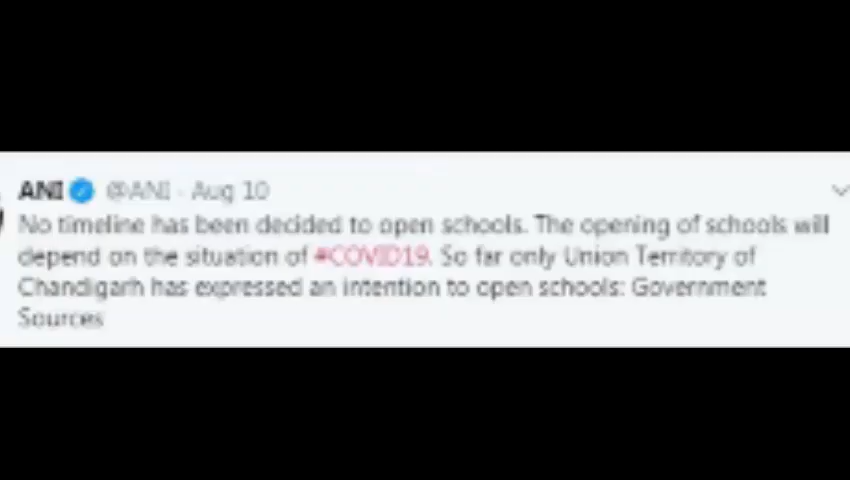 ANI @ANI · Aug 10
No timeline has been decided to open schools. The opening of schools will
depend on the situation of #COVID19. So far only Union Territory of
Chandigarh has expressed an intention to open schools: Government
Sources